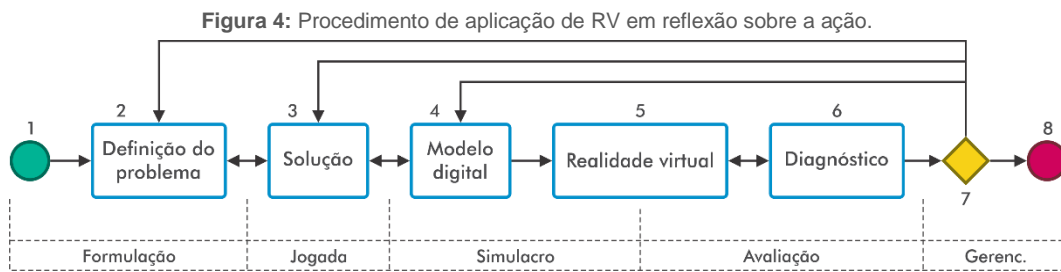 Figura 4: Procedimento de aplicação de RV em reflexão sobre a ação.
1
2
3
4
5
6
8
Definição do
problema
Solução
Modelo
digital
Realidade virtual
Diagnóstico
7
Formulação
Jogada
Simulacro
Avaliação
Gerenc.